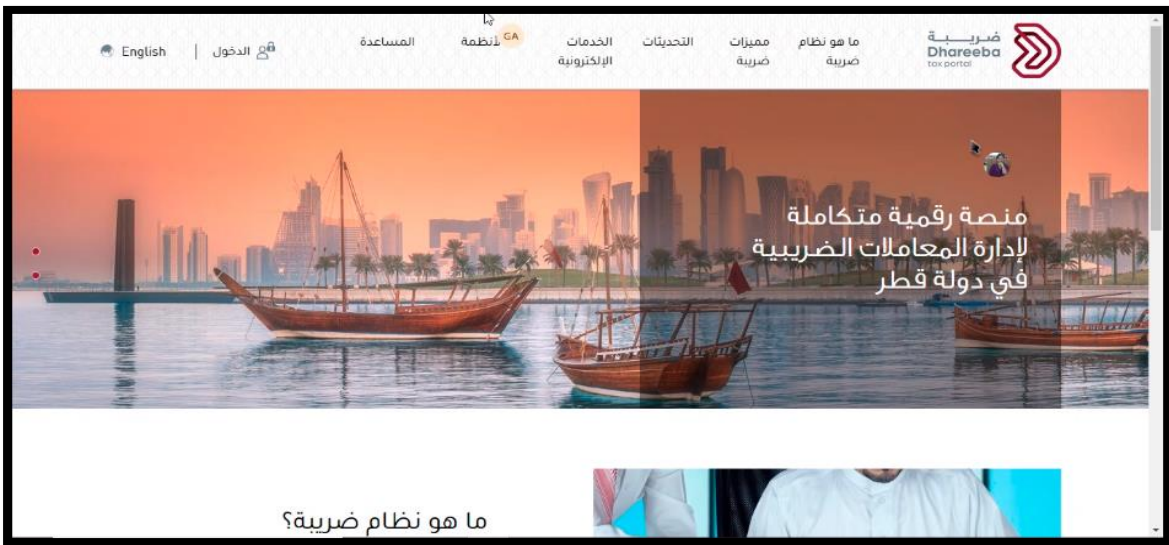 ضريبة
Dhareeba
tax portal
ما هو نظام
ضريبة
مميزات
ضريبة
التحديثات
الخدمات
الإلكترونية
GA
لأنظمة
المساعدة
الدخول
|
English
منصة رقمية متكاملة
لإدارة المعاملات الضريبية
في دولة قطر
ما هو نظام ضريبة؟